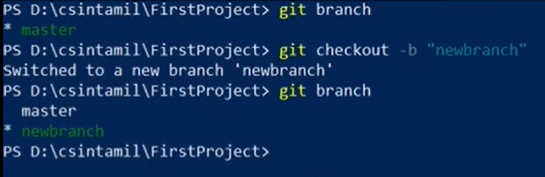 PS D:\csintamil\FirstProject> git branch
* master
PS D:\csintamil\FirstProject> git checkout -b "newbranch"
Switched to a new branch 'newbranch'
PS D:\csintamil\FirstProject> git branch
  master
* newbranch
PS D:\csintamil\FirstProject>